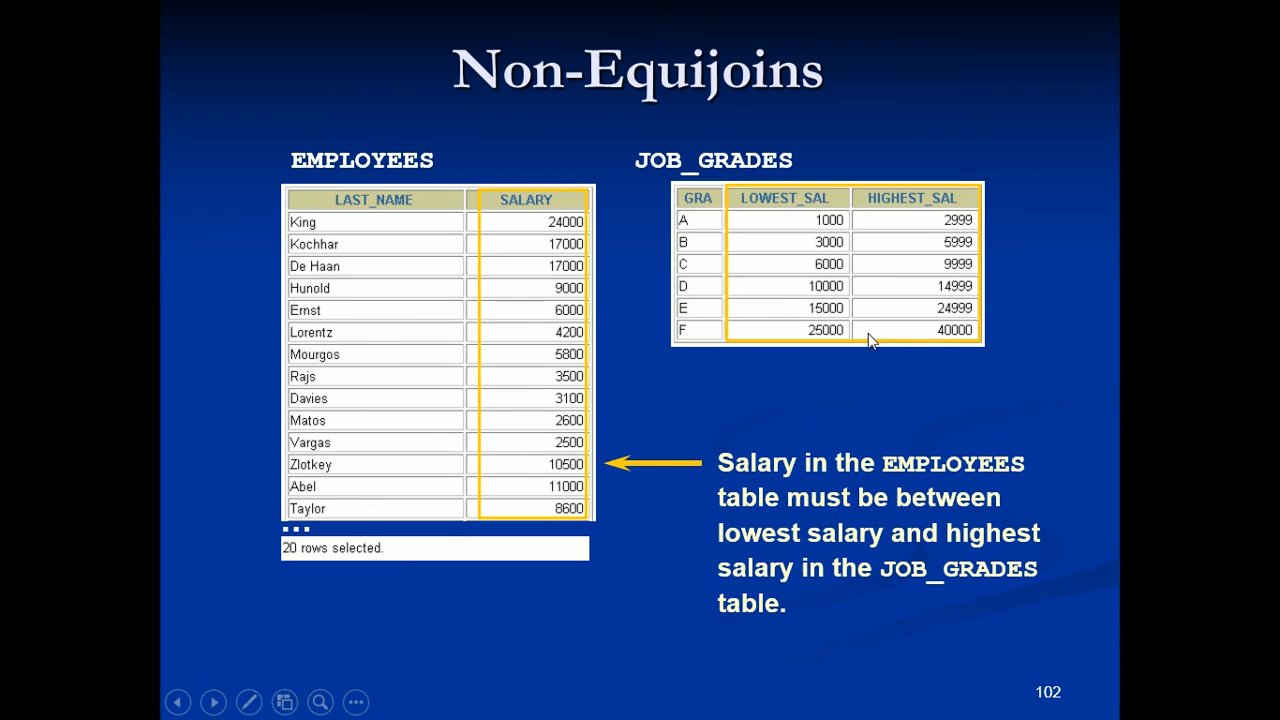 Non-Equijoins
EMPLOYEES
LAST_NAME SALARY
King 24000
Kochhar 17000
De Haan 17000
Hunold 9000
Ernst 6000
Lorentz 4200
Mourgos 5800
Rajs 3500
Davies 3100
Matos 2600
Vargas 2500
Zlotkey 10500
Abel 11000
Taylor 8600
...
20 rows selected.
JOB_GRADES
GRA LOWEST_SAL HIGHEST_SAL
A 1000 2999
B 3000 5999
C 6000 9999
D 10000 14999
E 15000 24999
F 25000 40000
Salary in the EMPLOYEES
table must be between
lowest salary and highest
salary in the JOB_GRADES
table.
102